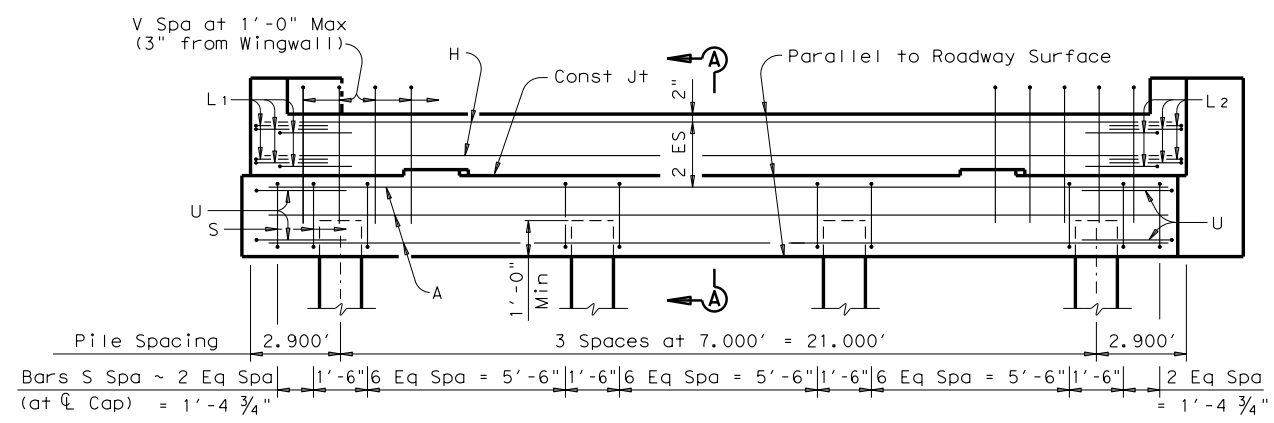 V Spa at 1'-0" Max
(3" from Wingwall)
H
Const Jt
A
2"
Parallel to Roadway Surface
L1
L2
2 ES
U
S
U
A
1'-0"
Min
A
Pile Spacing 2.900' 3 Spaces at 7.000' = 21.000' 2.900'
Bars S Spa ~ 2 Eq Spa 1'-6" 6 Eq Spa = 5'-6" 1'-6" 6 Eq Spa = 5'-6" 1'-6" 6 Eq Spa = 5'-6" 1'-6" 2 Eq Spa
(at ℄ Cap) = 1'-4 ¾" = 1'-4 ¾"